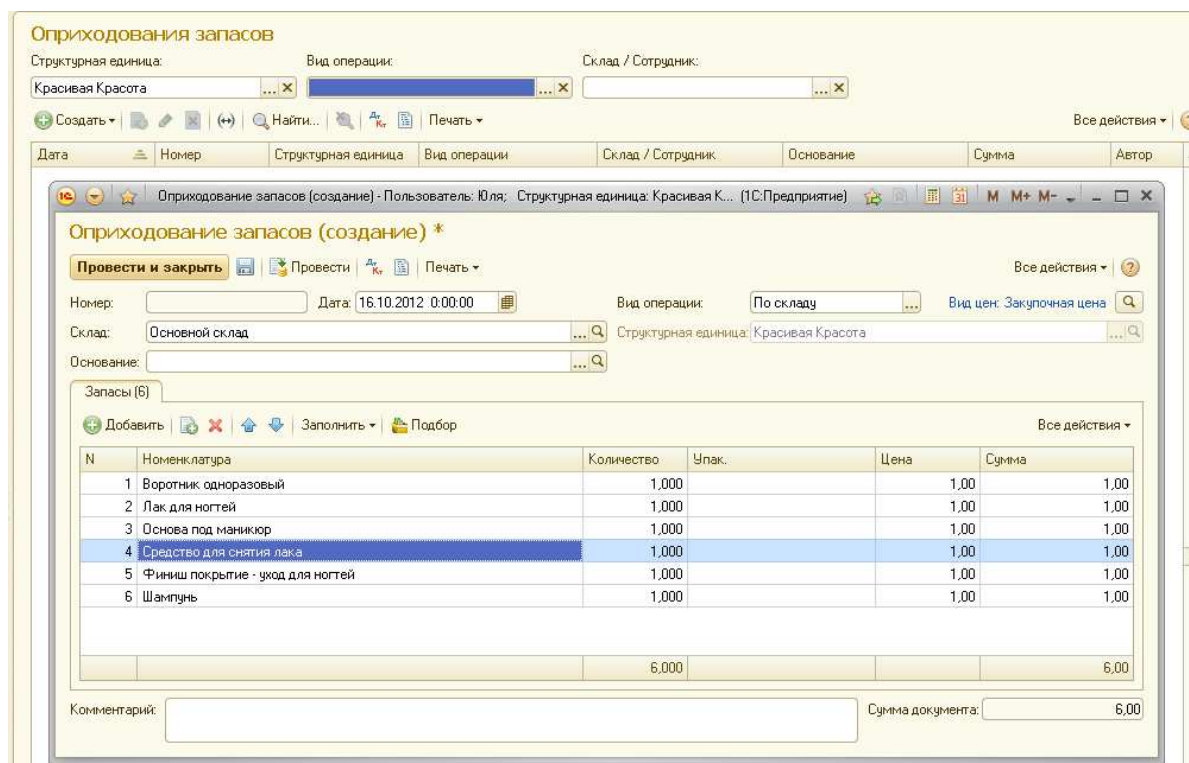 Оприходования запасов
Структурная единица: Вид операции: Склад / Сотрудник:
Красивая Красота ... ...  ...
Создать Найти... Дт Кт Печать Все действия
Дата Номер Структурная единица Вид операции Склад / Сотрудник Основание Сумма Автор
1С Оприходование запасов (создание) - Пользователь: Юля; Структурная единица: Красивая К... (1С:Предприятие) 31 M M+ M-
Оприходование запасов (создание) *
Провести и закрыть Провести Дт Кт Печать Все действия ?
Номер: Дата: 16.10.2012 0:00:00 Вид операции: По складу ... Вид цен: Закупочная цена
Склад: Основной склад ... Структурная единица: Красивая Красота ...
Основание: ...
Запасы (6)
Добавить Заполнить Подбор Все действия
N Номенклатура Количество Упак. Цена Сумма
1 Воротник одноразовый 1,000 1,00 1,00
2 Лак для ногтей 1,000 1,00 1,00
3 Основа под маникюр 1,000 1,00 1,00
4 Средство для снятия лака 1,000 1,00 1,00
5 Финиш покрытие - уход для ногтей 1,000 1,00 1,00
6 Шампунь 1,000 1,00 1,00
6,000 6,00
Комментарий: Сумма документа: 6,00